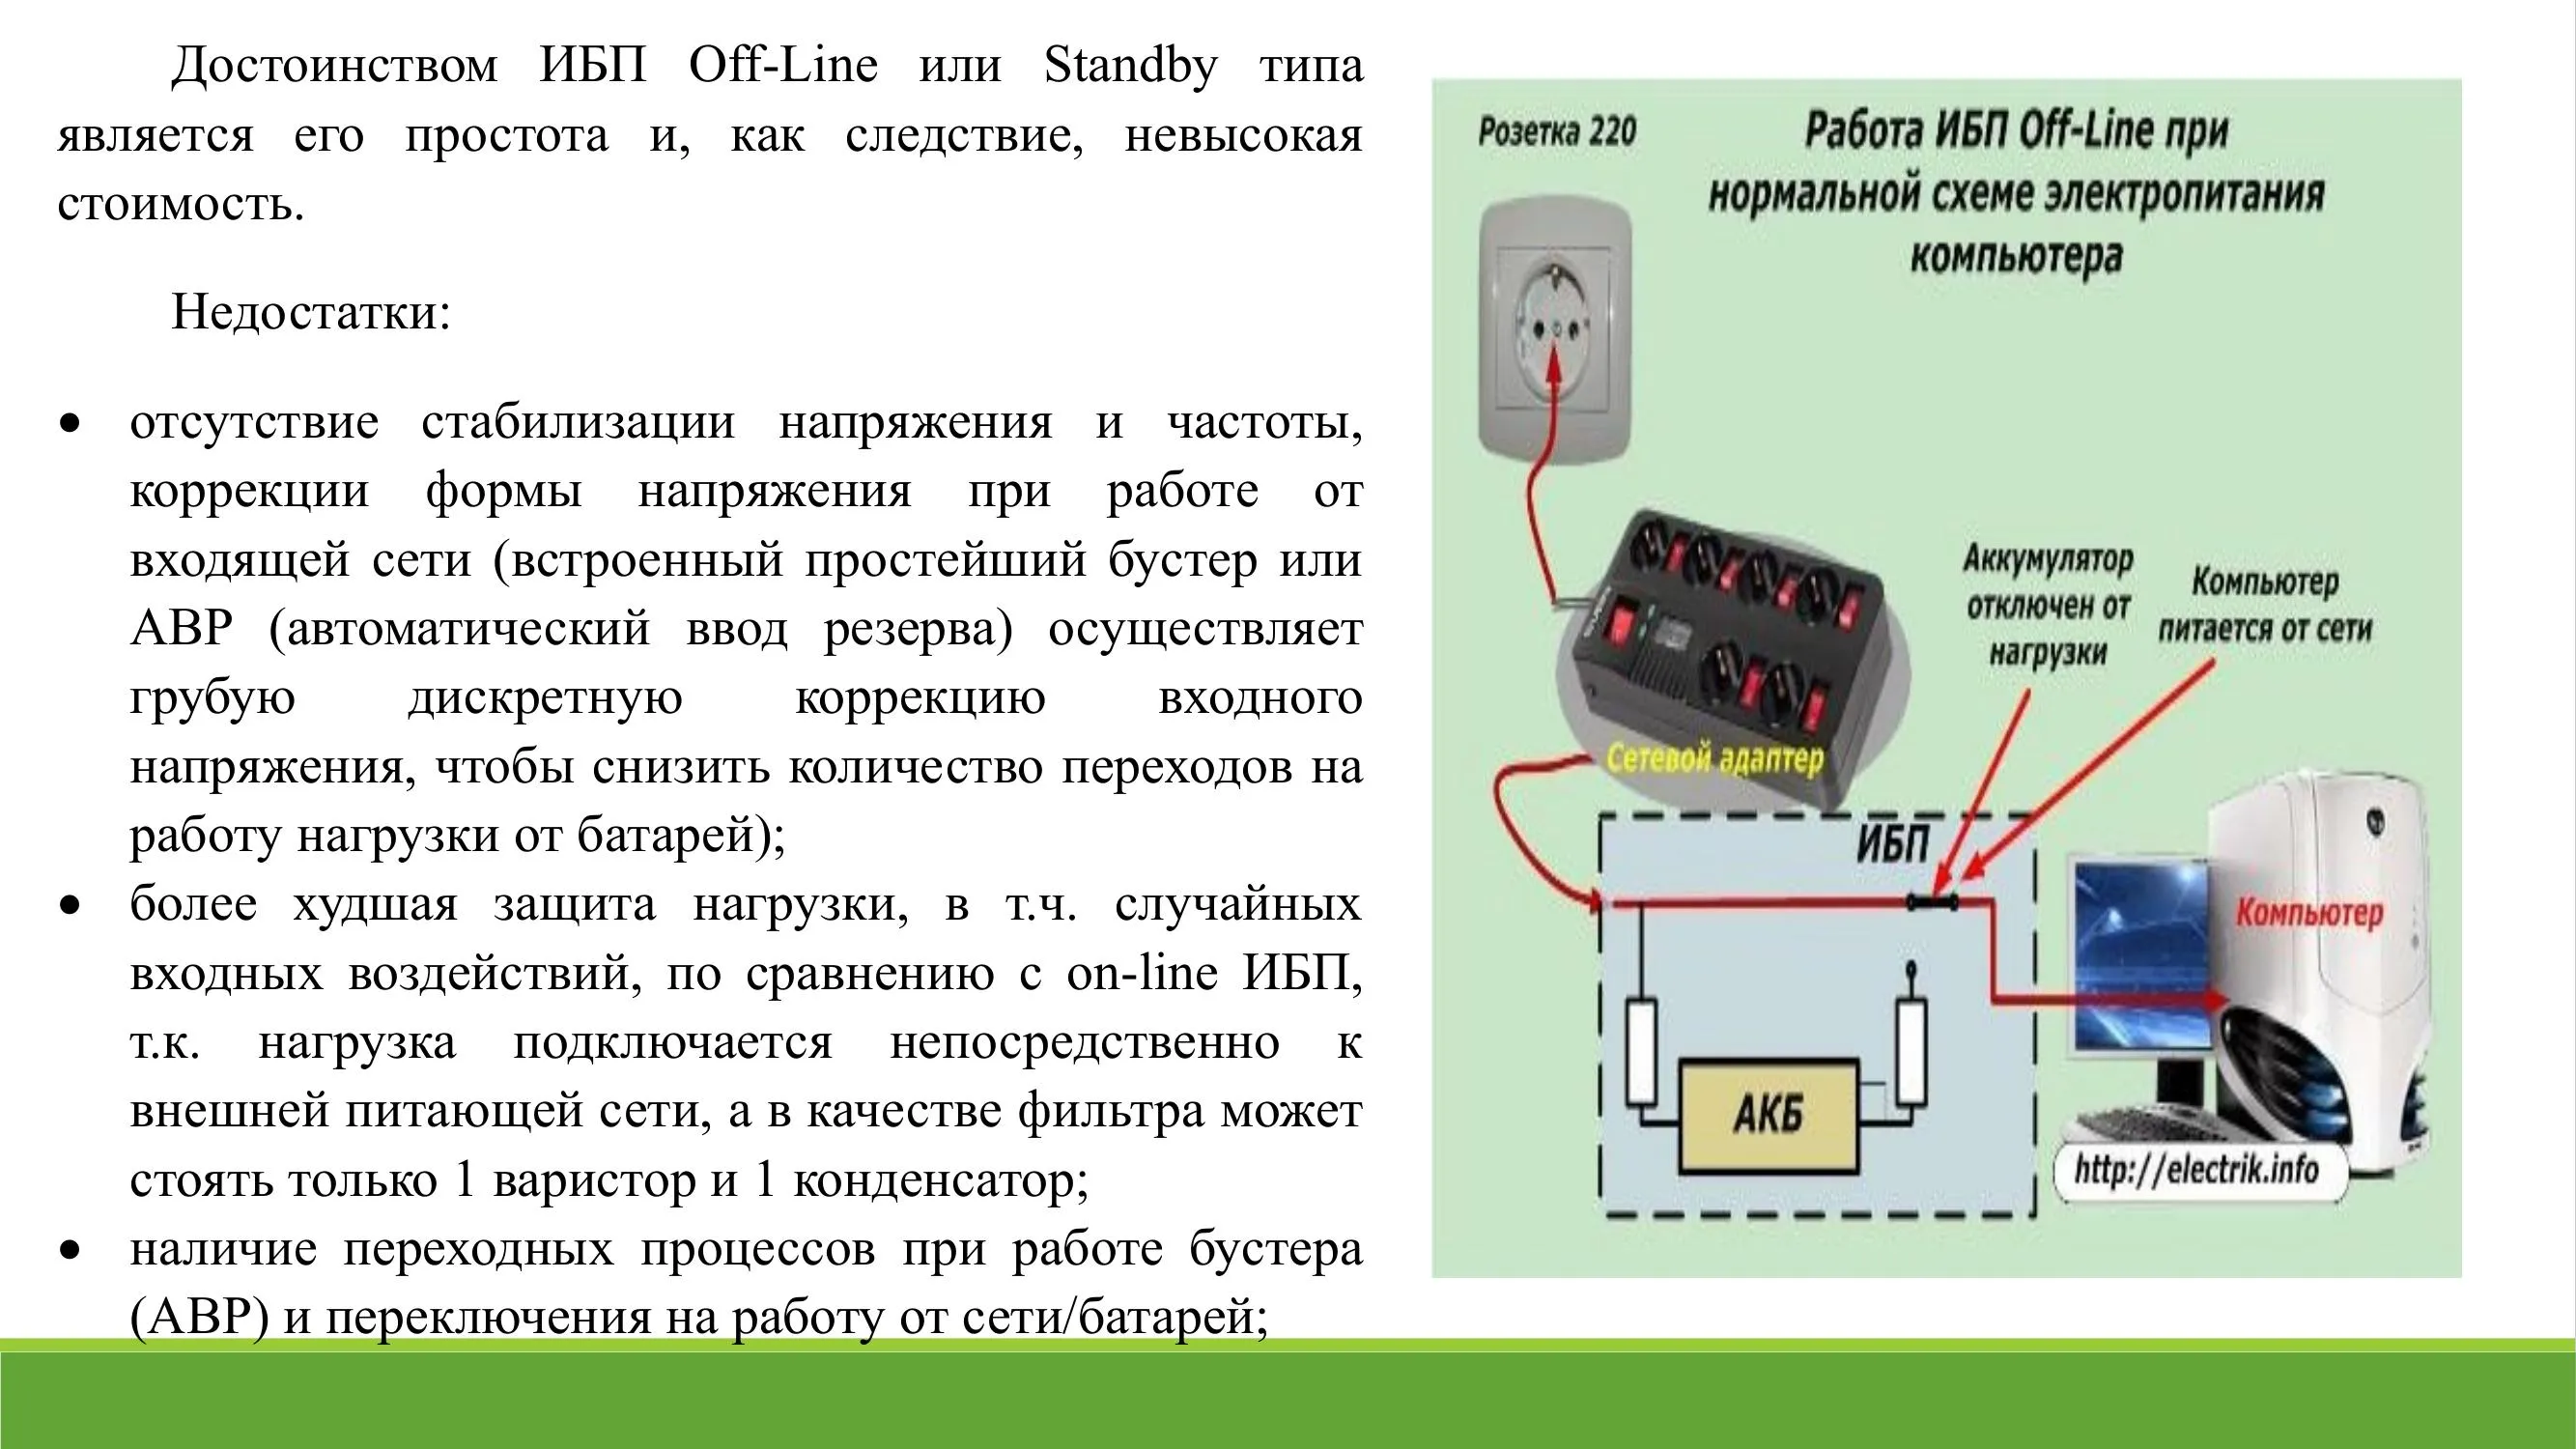 Достоинством ИБП Off-Line или Standby типа
является его простота и, как следствие, невысокая
стоимость.
Недостатки:
• отсутствие стабилизации напряжения и частоты,
коррекции формы напряжения при работе от
входящей сети (встроенный простейший бустер или
АВР (автоматический ввод резерва) осуществляет
грубую дискретную коррекцию входного
напряжения, чтобы снизить количество переходов на
работу нагрузки от батарей);
• более худшая защита нагрузки, в т.ч. случайных
входных воздействий, по сравнению с on-line ИБП,
т.к. нагрузка подключается непосредственно к
внешней питающей сети, а в качестве фильтра может
стоять только 1 варистор и 1 конденсатор;
• наличие переходных процессов при работе бустера
(АВР) и переключения на работу от сети/батарей;
Розетка 220
Работа ИБП Off-Line при
нормальной схеме электропитания
компьютера
Аккумулятор
отключен от
нагрузки
Компьютер
питается от сети
Сетевой адаптер
ИБП
Компьютер
АКБ
http://electrik.info